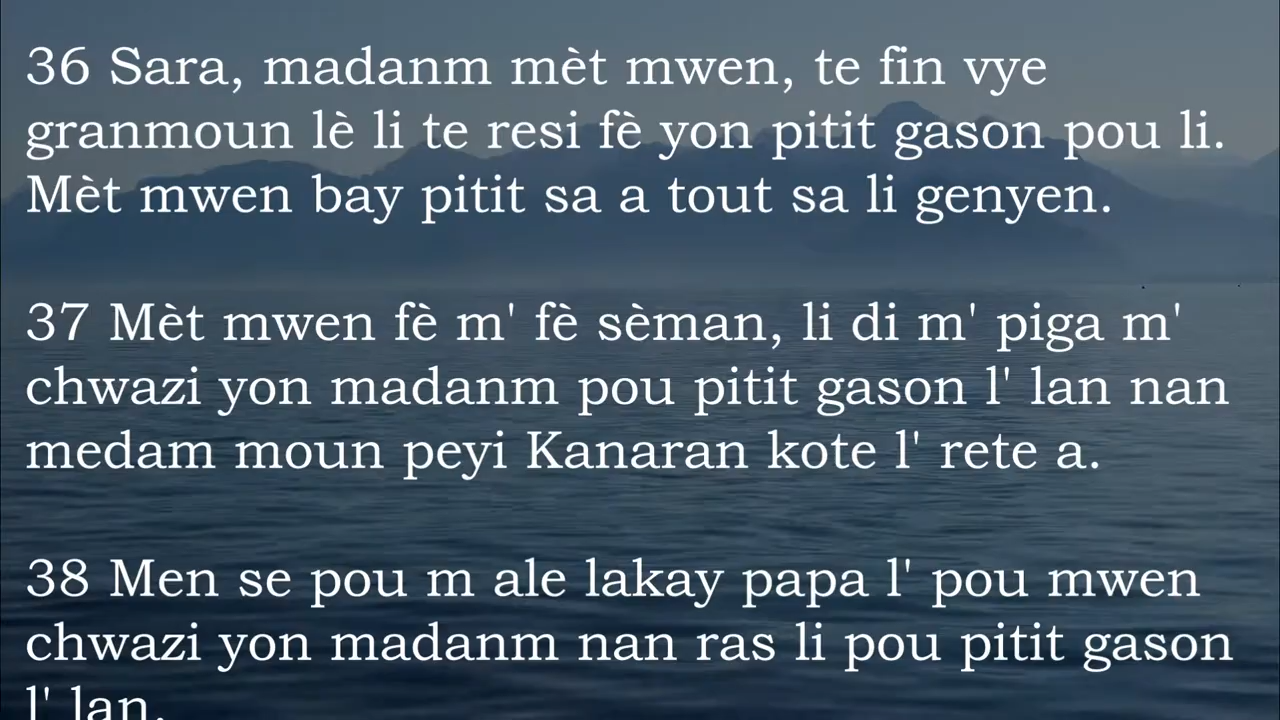 36 Sara, madanm mèt mwen, te fin vye
granmoun lè li te resi fè yon pitit gason pou li.
Mèt mwen bay pitit sa a tout sa li genyen.
37 Mèt mwen fè m' fè sèman, li di m' piga m'
chwazi yon madanm pou pitit gason l' lan nan
medam moun peyi Kanaran kote l' rete a.
38 Men se pou m ale lakay papa l' pou mwen
chwazi yon madanm nan ras li pou pitit gason
l' lan.